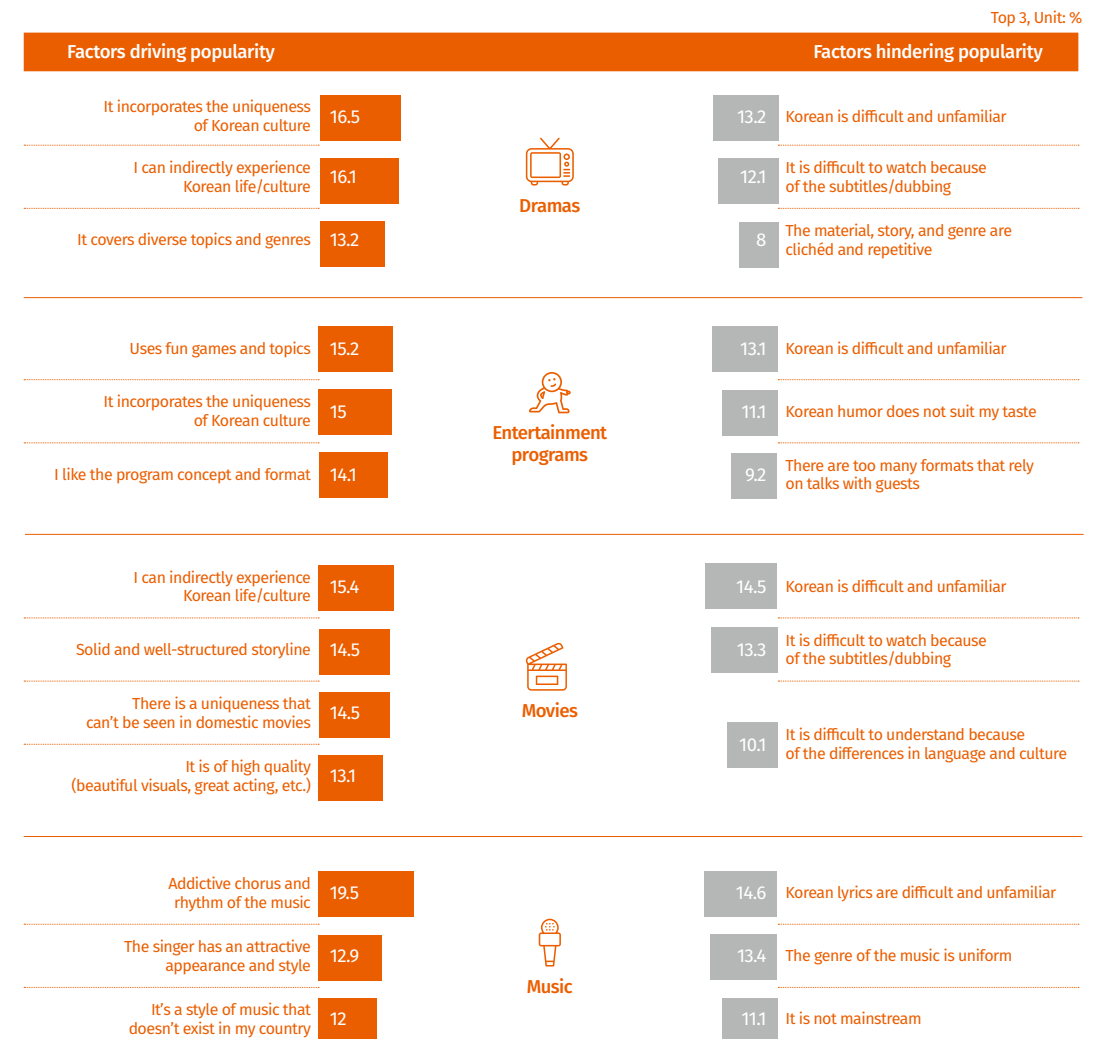 Top 3, Unit: %
Factors driving popularity
Factors hindering popularity
It incorporates the uniqueness
of Korean culture
16.5
I can indirectly experience
Korean life/culture
16.1
It covers diverse topics and genres
13.2
Dramas
13.2
Korean is difficult and unfamiliar
12.1
It is difficult to watch because
of the subtitles/dubbing
8
The material, story, and genre are
clichéd and repetitive
Uses fun games and topics
15.2
It incorporates the uniqueness
of Korean culture
15
I like the program concept and format
14.1
Entertainment
programs
13.1
Korean is difficult and unfamiliar
11.1
Korean humor does not suit my taste
9.2
There are too many formats that rely
on talks with guests
I can indirectly experience
Korean life/culture
15.4
Solid and well-structured storyline
14.5
There is a uniqueness that
can't be seen in domestic movies
14.5
It is of high quality
(beautiful visuals, great acting, etc.)
13.1
Movies
14.5
Korean is difficult and unfamiliar
13.3
It is difficult to watch because
of the subtitles/dubbing
10.1
It is difficult to understand because
of the differences in language and culture
Addictive chorus and
rhythm of the music
19.5
The singer has an attractive
appearance and style
12.9
It's a style of music that
doesn't exist in my country
12
Music
14.6
Korean lyrics are difficult and unfamiliar
13.4
The genre of the music is uniform
11.1
It is not mainstream